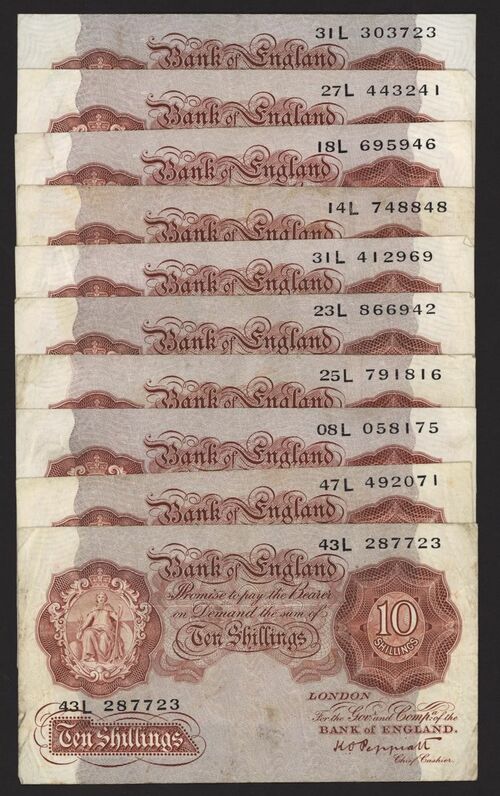 31L 303723
Bank of England
27L 443241
Bank of England
18L 695946
Bank of England
14L 748848
Bank of England
31L 412969
Bank of England
23L 866942
Bank of England
25L 791816
Bank of England
08L 058175
Bank of England
47L 492071
Bank of England
43L 287723
Bank of England
Promise to pay the Bearer
on Demand the sum of
Ten Shillings
10
SHILLINGS
43L 287723
Ten Shillings
LONDON
For the Govr. and Compa. of the
BANK OF ENGLAND.
K O Peppiatt
Chief Cashier.